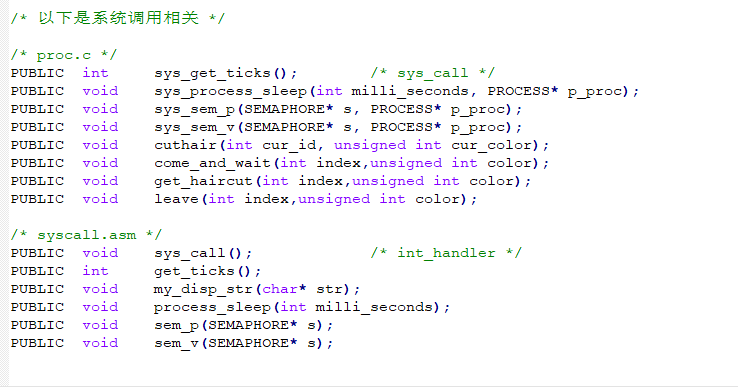 /* 以下是系统调用相关 */
/* proc.c */
PUBLIC  int     sys_get_ticks();        /* sys_call */
PUBLIC  void    sys_process_sleep(int milli_seconds, PROCESS* p_proc);
PUBLIC  void    sys_sem_p(SEMAPHORE* s, PROCESS* p_proc);
PUBLIC  void    sys_sem_v(SEMAPHORE* s, PROCESS* p_proc);
PUBLIC  void    cuthair(int cur_id, unsigned int cur_color);
PUBLIC  void    come_and_wait(int index,unsigned int color);
PUBLIC  void    get_haircut(int index,unsigned int color);
PUBLIC  void    leave(int index,unsigned int color);
/* syscall.asm */
PUBLIC  void    sys_call();             /* int_handler */
PUBLIC  int     get_ticks();
PUBLIC  void    my_disp_str(char* str);
PUBLIC  void    process_sleep(int milli_seconds);
PUBLIC  void    sem_p(SEMAPHORE* s);
PUBLIC  void    sem_v(SEMAPHORE* s);